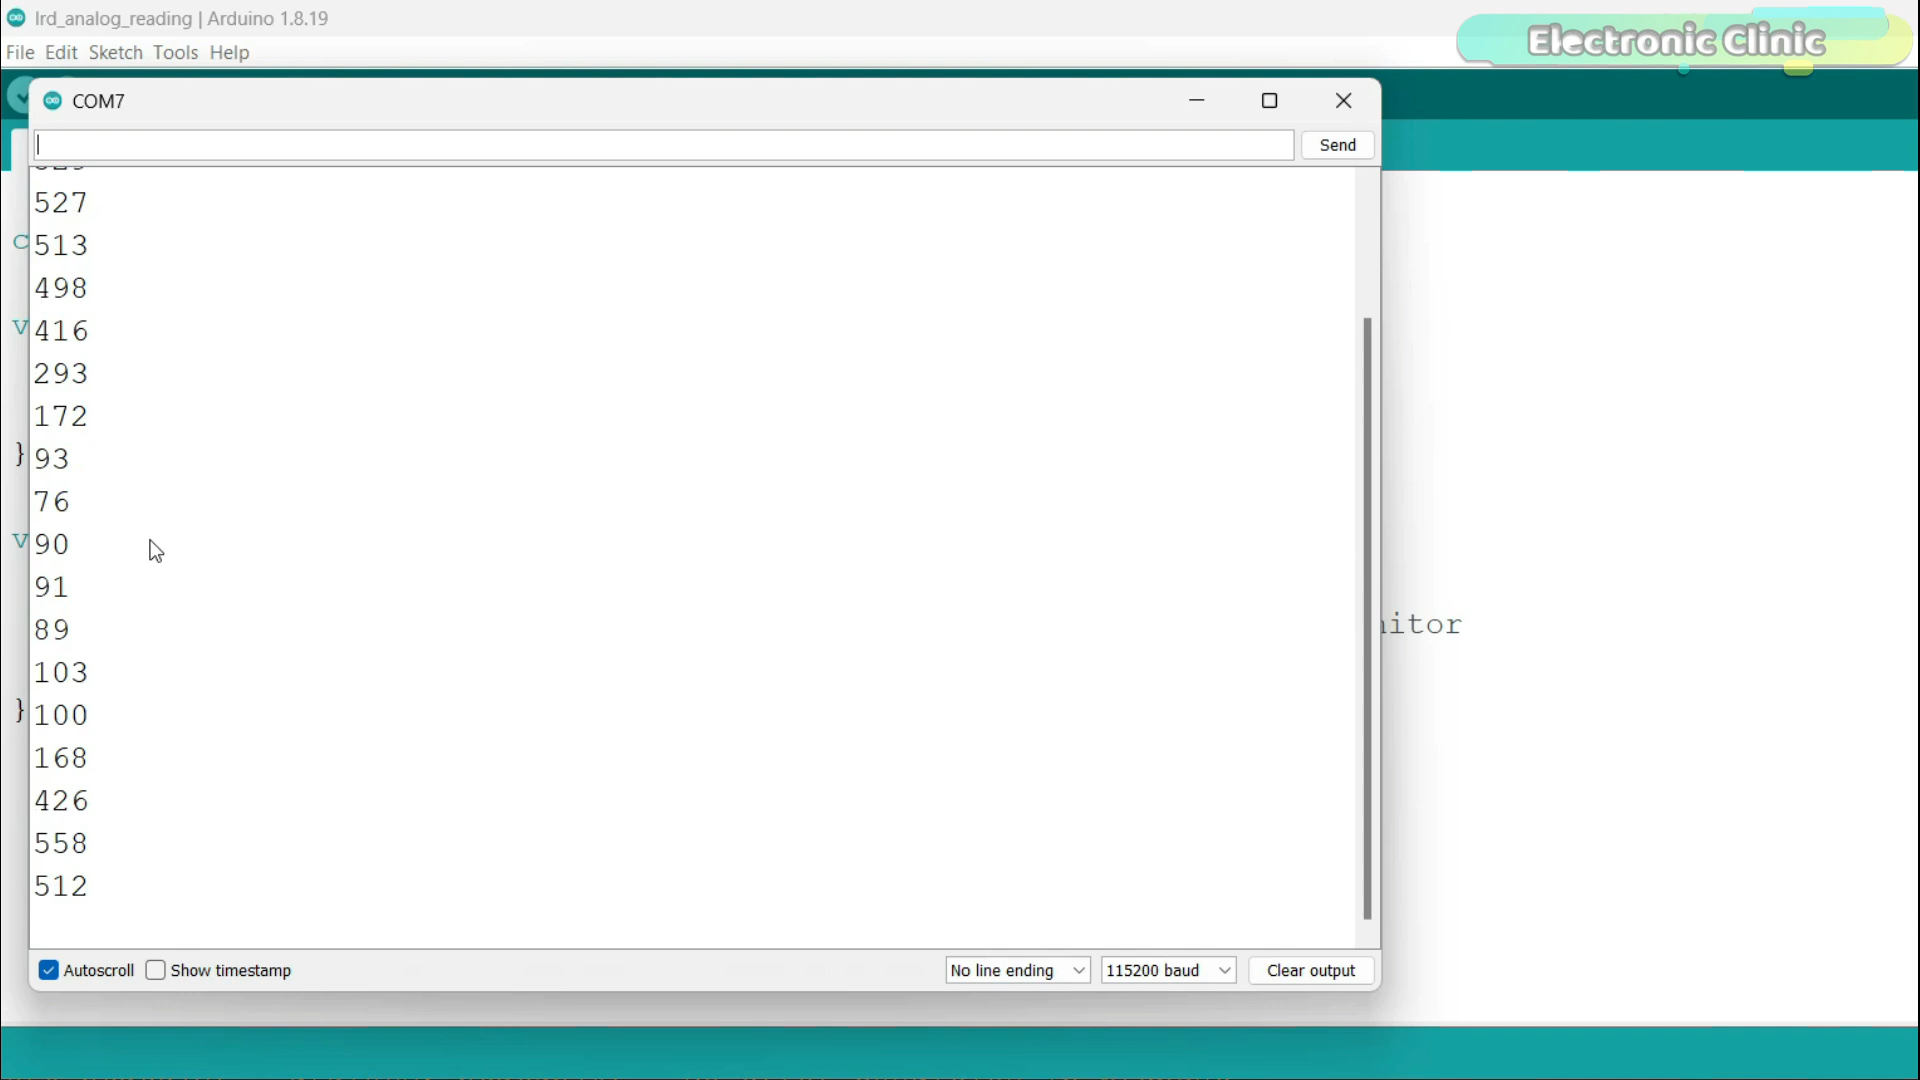 lrd_analog_reading | Arduino 1.8.19
Electronic Clinic
File Edit Sketch Tools Help
COM7
Send
527
513
498
416
293
172
93
76
90
91
89
103
100
168
426
558
512
Autoscroll Show timestamp No line ending 115200 baud Clear output